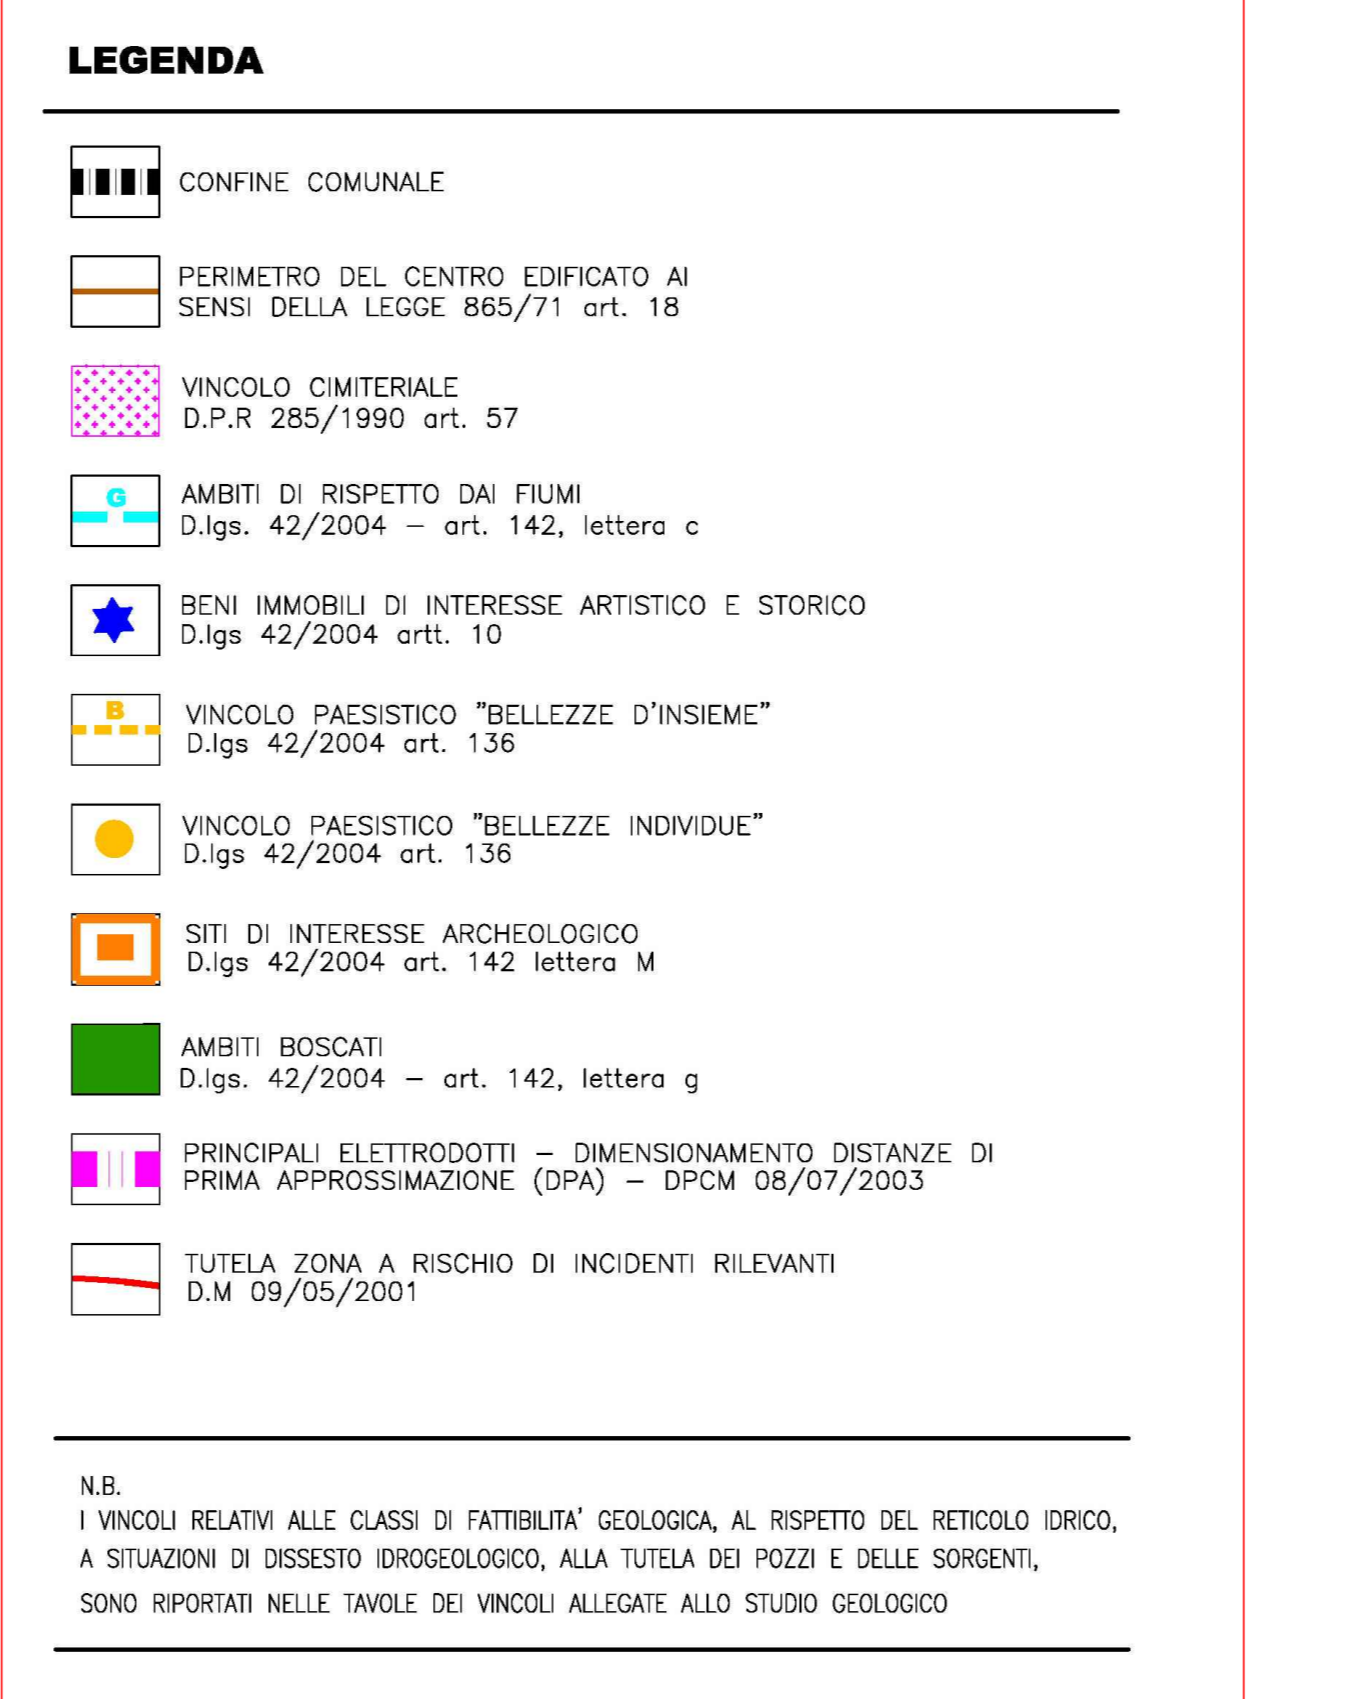 LEGENDA
CONFINE COMUNALE
PERIMETRO DEL CENTRO EDIFICATO AI
SENSI DELLA LEGGE 865/71 art. 18
VINCOLO CIMITERIALE
D.P.R 285/1990 art. 57
G
AMBITI DI RISPETTO DAI FIUMI
D.lgs. 42/2004 – art. 142, lettera c
BENI IMMOBILI DI INTERESSE ARTISTICO E STORICO
D.lgs 42/2004 artt. 10
B
VINCOLO PAESISTICO "BELLEZZE D'INSIEME"
D.lgs 42/2004 art. 136
VINCOLO PAESISTICO "BELLEZZE INDIVIDUE"
D.lgs 42/2004 art. 136
SITI DI INTERESSE ARCHEOLOGICO
D.lgs 42/2004 art. 142 lettera M
AMBITI BOSCATI
D.lgs. 42/2004 – art. 142, lettera g
PRINCIPALI ELETTRODOTTI – DIMENSIONAMENTO DISTANZE DI
PRIMA APPROSSIMAZIONE (DPA) – DPCM 08/07/2003
TUTELA ZONA A RISCHIO DI INCIDENTI RILEVANTI
D.M 09/05/2001
N.B.
I VINCOLI RELATIVI ALLE CLASSI DI FATTIBILITA' GEOLOGICA, AL RISPETTO DEL RETICOLO IDRICO,
A SITUAZIONI DI DISSESTO IDROGEOLOGICO, ALLA TUTELA DEI POZZI E DELLE SORGENTI,
SONO RIPORTATI NELLE TAVOLE DEI VINCOLI ALLEGATE ALLO STUDIO GEOLOGICO